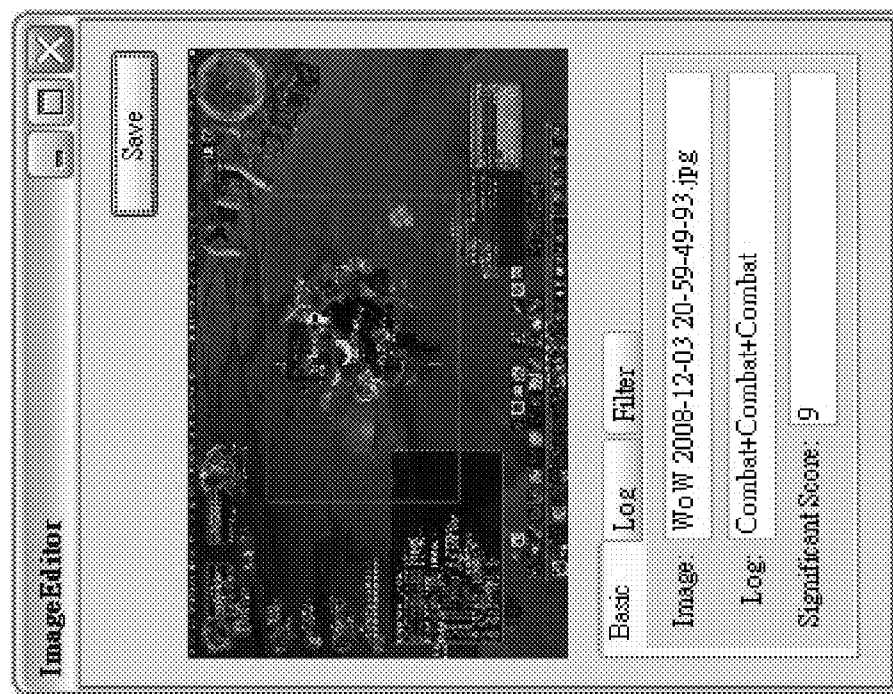 ImageEditor
Save
Basic
Log
Filter
Image: WoW 2008-12-03 20-59-49-93.jpg
Log: Combat+Combat+Combat
Significant Score: 9